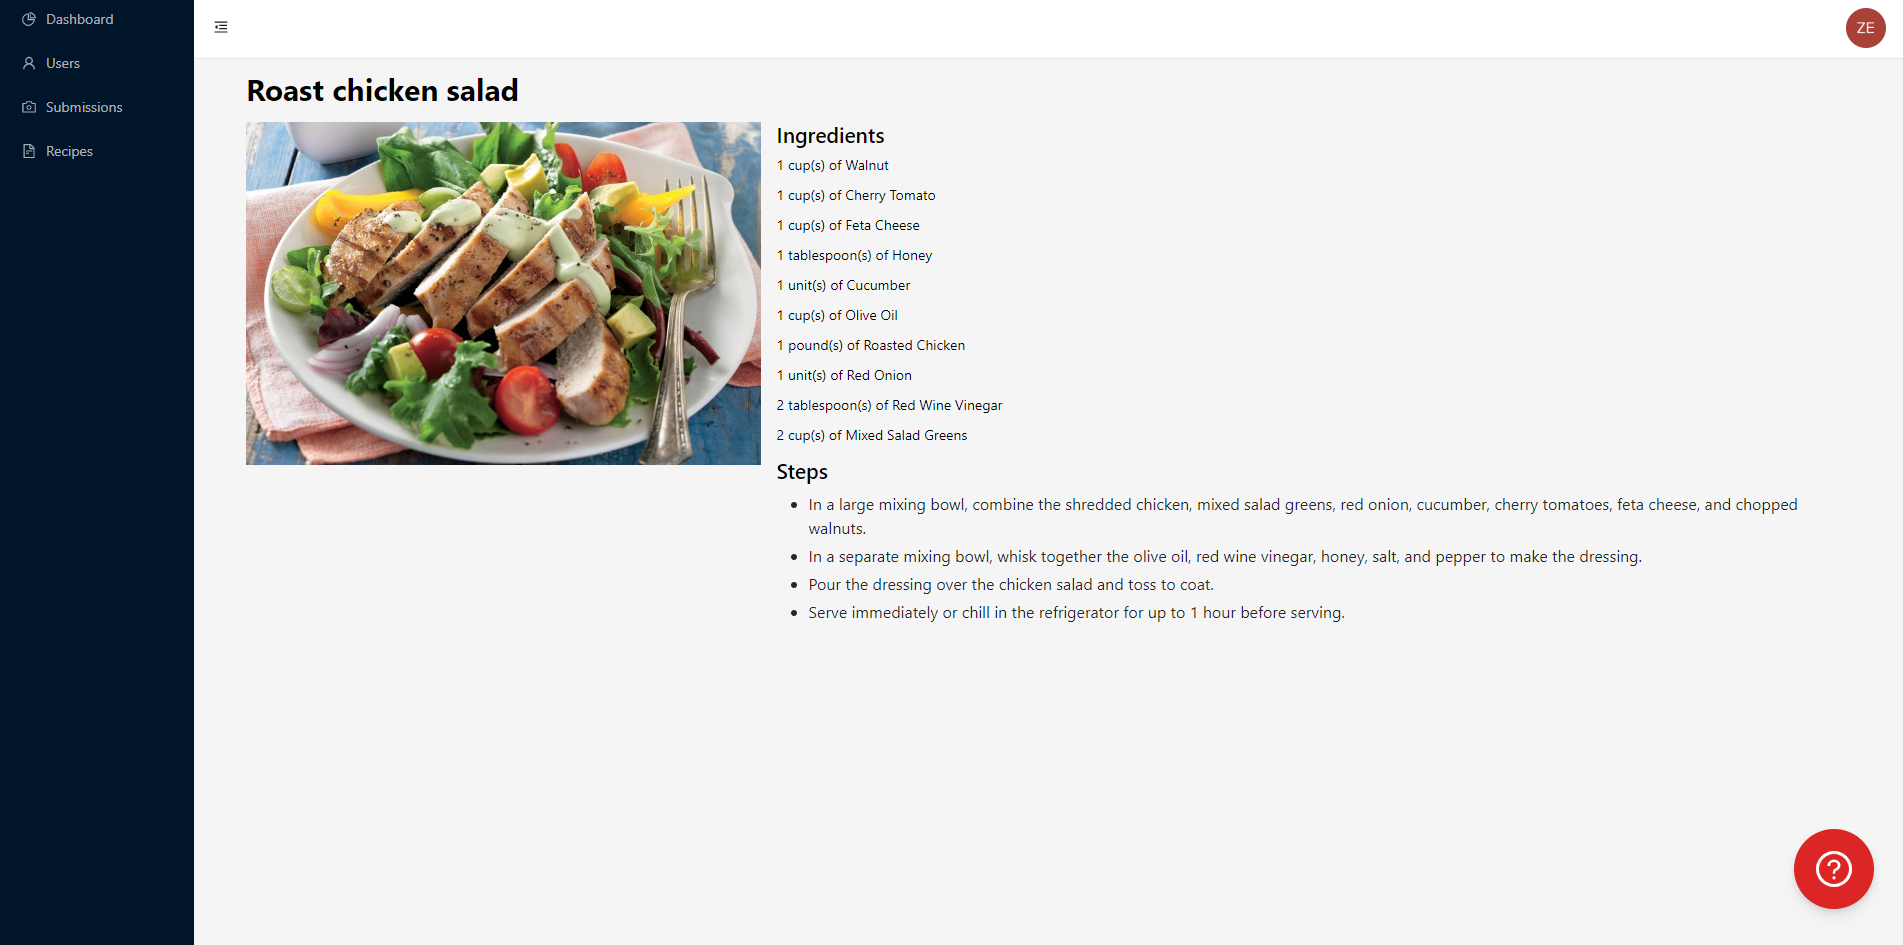 Dashboard
Users
Submissions
Recipes
ZE
Roast chicken salad
Ingredients
1 cup(s) of Walnut
1 cup(s) of Cherry Tomato
1 cup(s) of Feta Cheese
1 tablespoon(s) of Honey
1 unit(s) of Cucumber
1 cup(s) of Olive Oil
1 pound(s) of Roasted Chicken
1 unit(s) of Red Onion
2 tablespoon(s) of Red Wine Vinegar
2 cup(s) of Mixed Salad Greens
Steps
• In a large mixing bowl, combine the shredded chicken, mixed salad greens, red onion, cucumber, cherry tomatoes, feta cheese, and chopped
walnuts.
• In a separate mixing bowl, whisk together the olive oil, red wine vinegar, honey, salt, and pepper to make the dressing.
• Pour the dressing over the chicken salad and toss to coat.
• Serve immediately or chill in the refrigerator for up to 1 hour before serving.
?